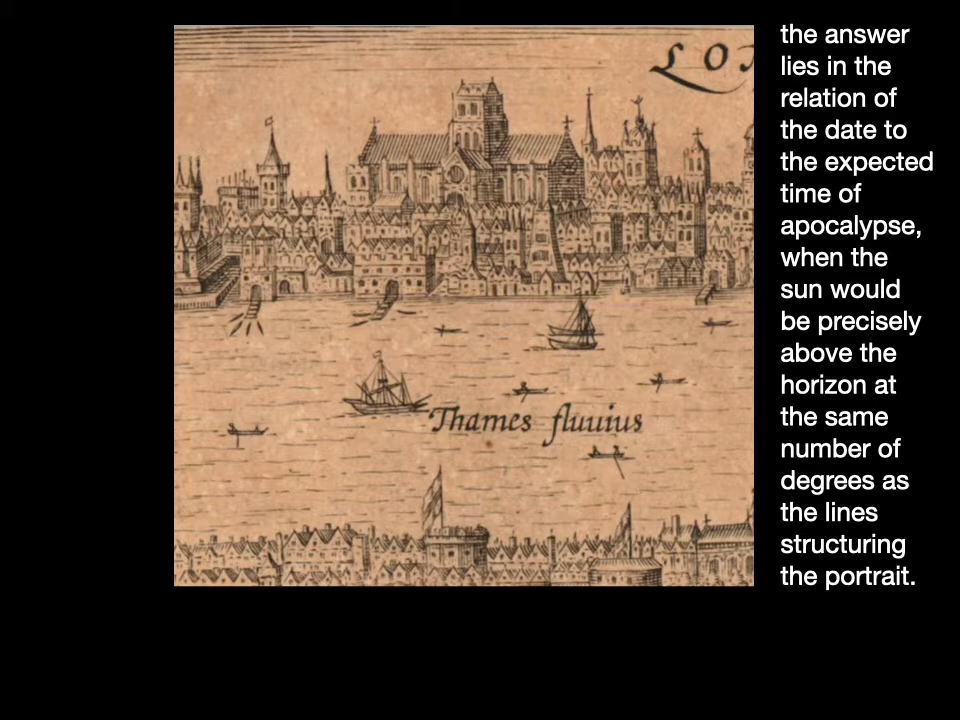 the answer
lies in the
relation of
the date to
the expected
time of
apocalypse,
when the
sun would
be precisely
above the
horizon at
the same
number of
degrees as
the lines
structuring
the portrait.
LO
Thames fluuius